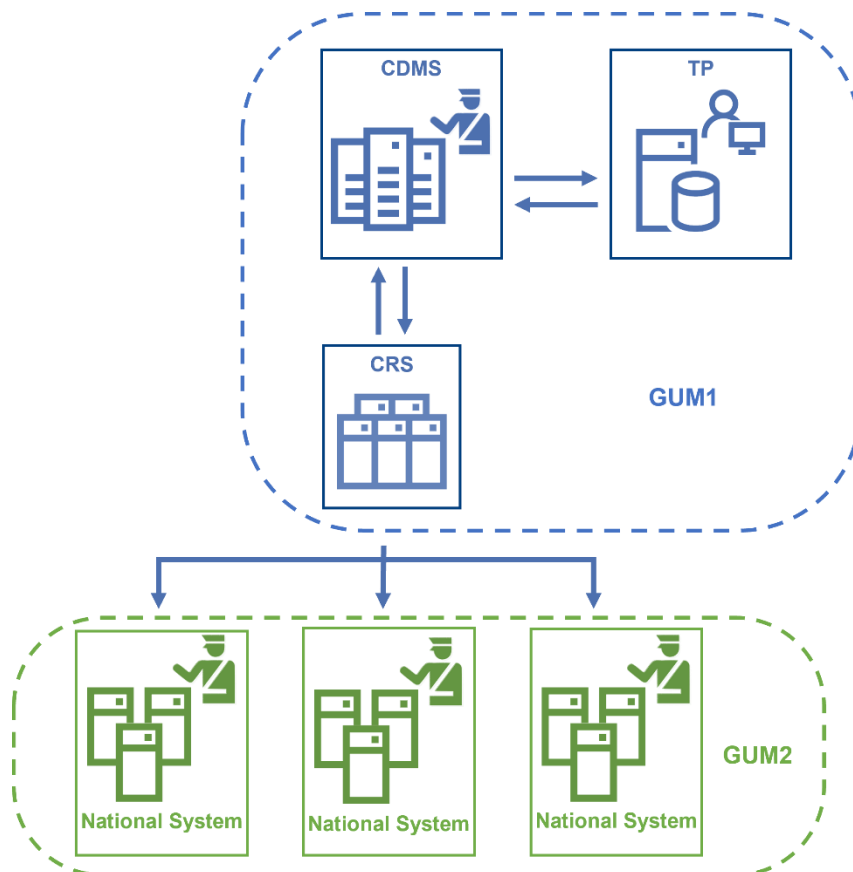 CDMS
TP
CRS
GUM1
GUM2
National System
National System
National System